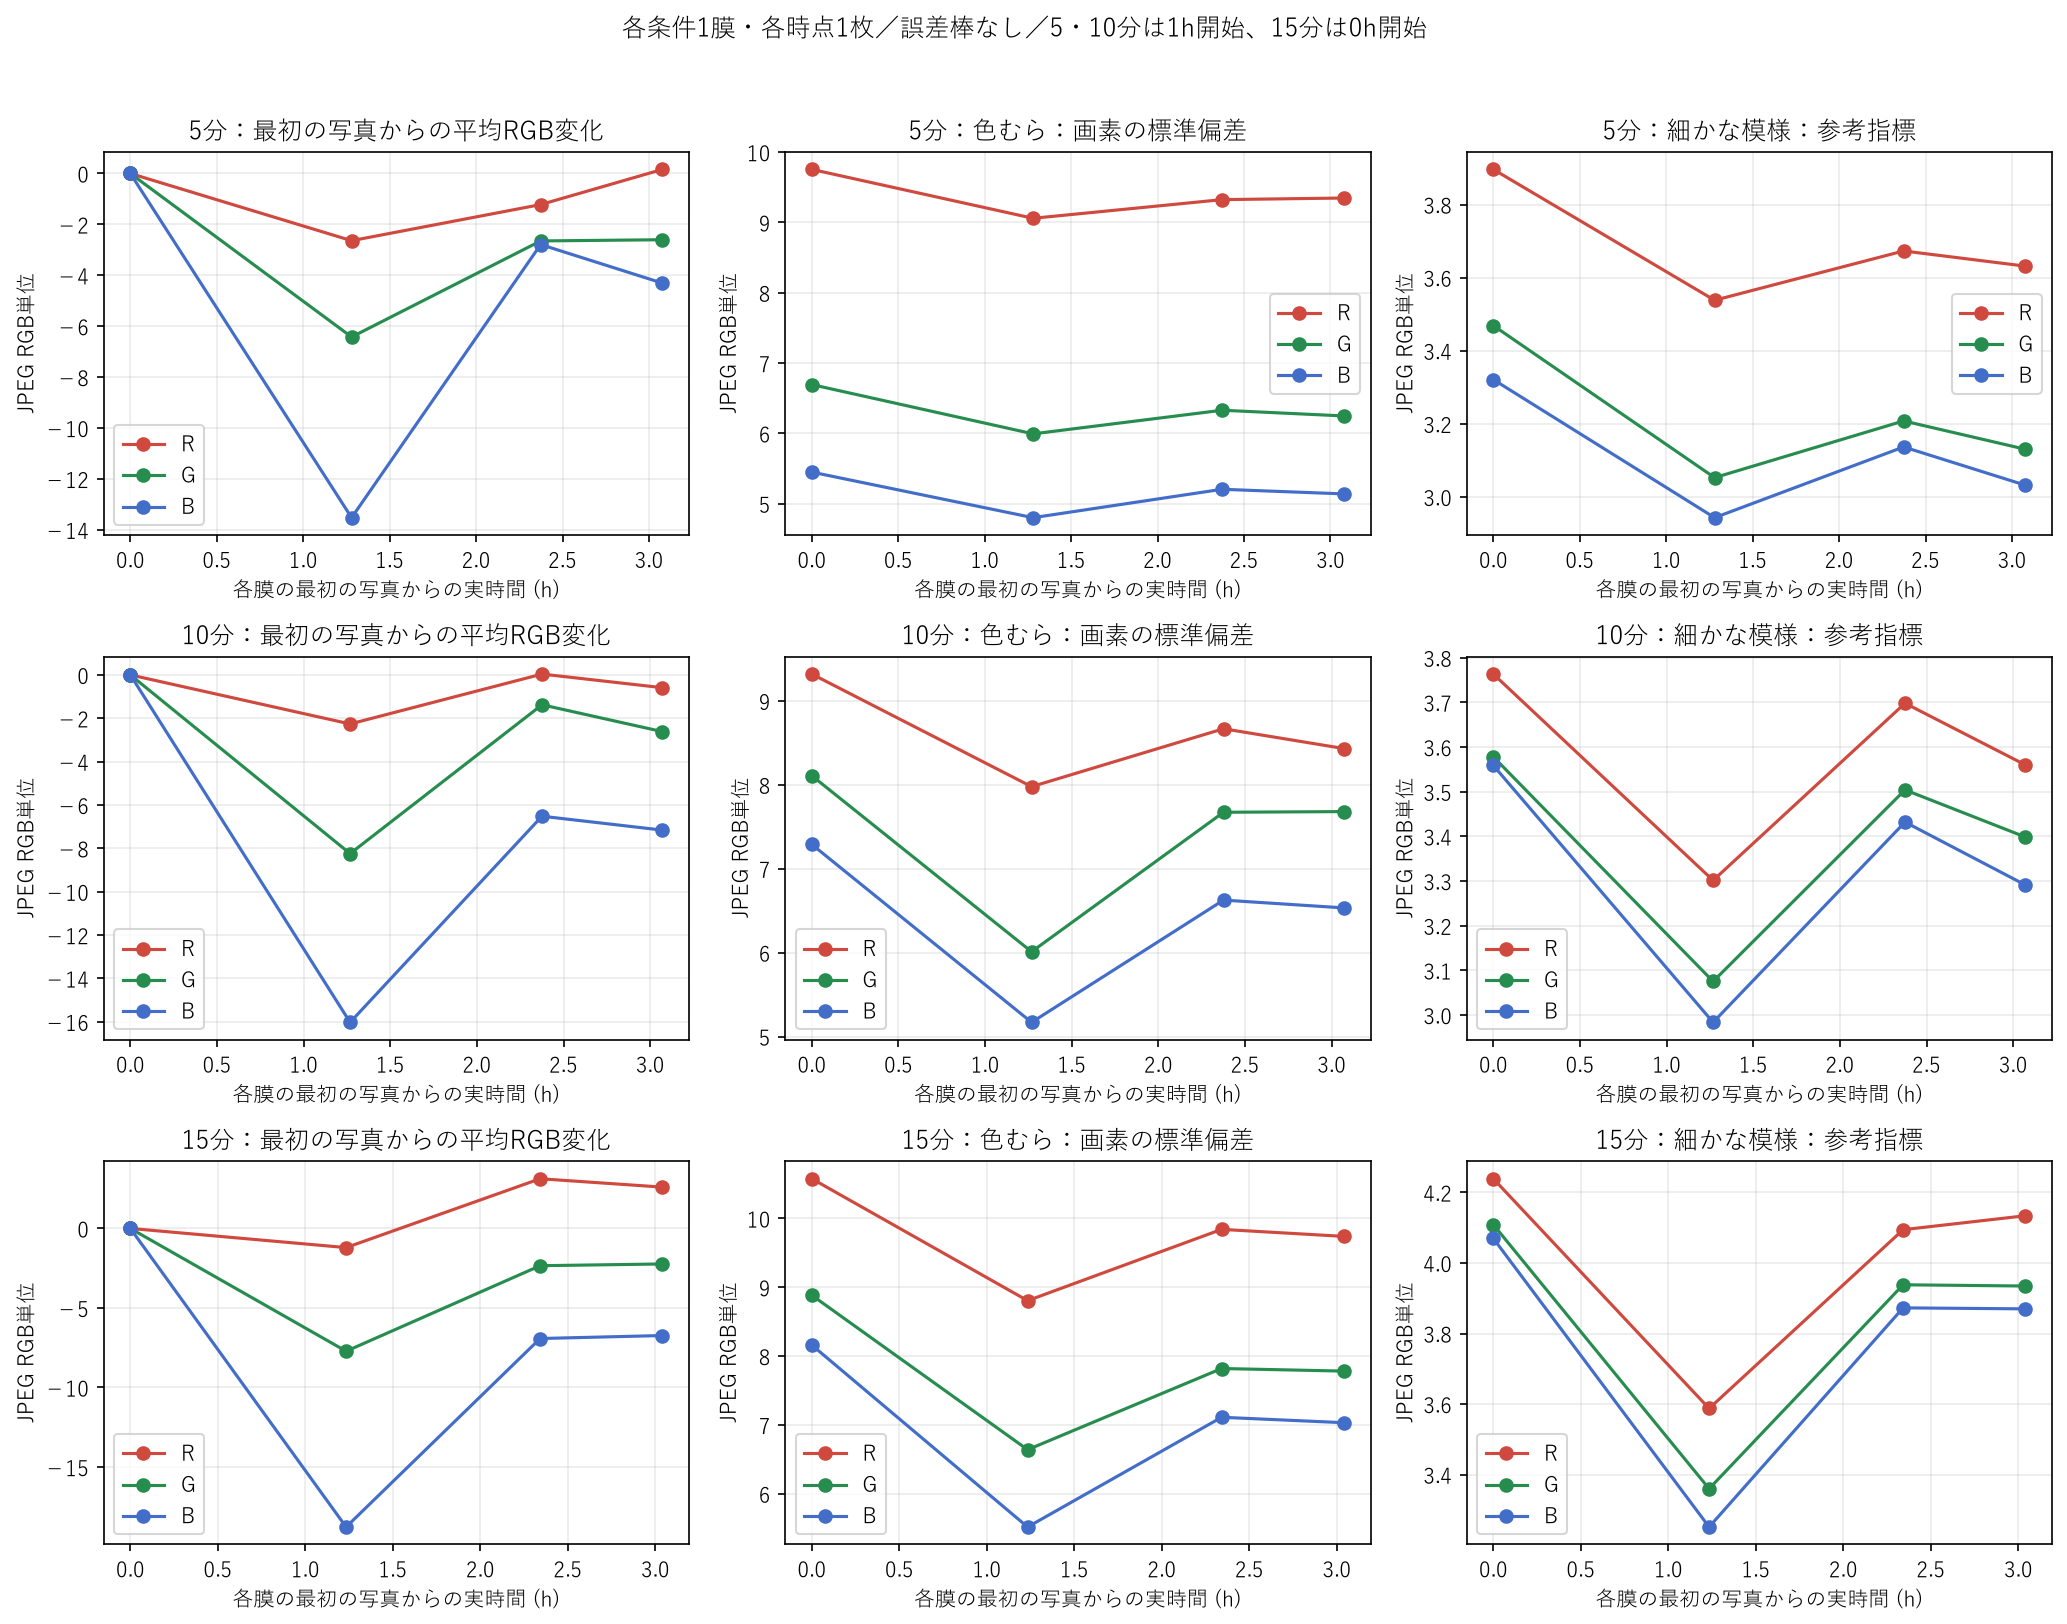 各条件1膜・各時点1枚／誤差棒なし／5・10分は1h開始、15分は0h開始
5分：最初の写真からの平均RGB変化
JPEG RGB単位
0
−2
−4
−6
−8
−10
−12
−14
R
G
B
0.0 0.5 1.0 1.5 2.0 2.5 3.0
各膜の最初の写真からの実時間 (h)
5分：色むら：画素の標準偏差
JPEG RGB単位
10
9
8
7
6
5
R
G
B
0.0 0.5 1.0 1.5 2.0 2.5 3.0
各膜の最初の写真からの実時間 (h)
5分：細かな模様：参考指標
JPEG RGB単位
3.8
3.6
3.4
3.2
3.0
R
G
B
0.0 0.5 1.0 1.5 2.0 2.5 3.0
各膜の最初の写真からの実時間 (h)
10分：最初の写真からの平均RGB変化
JPEG RGB単位
0
−2
−4
−6
−8
−10
−12
−14
−16
R
G
B
0.0 0.5 1.0 1.5 2.0 2.5 3.0
各膜の最初の写真からの実時間 (h)
10分：色むら：画素の標準偏差
JPEG RGB単位
9
8
7
6
5
R
G
B
0.0 0.5 1.0 1.5 2.0 2.5 3.0
各膜の最初の写真からの実時間 (h)
10分：細かな模様：参考指標
JPEG RGB単位
3.8
3.7
3.6
3.5
3.4
3.3
3.2
3.1
3.0
R
G
B
0.0 0.5 1.0 1.5 2.0 2.5 3.0
各膜の最初の写真からの実時間 (h)
15分：最初の写真からの平均RGB変化
JPEG RGB単位
0
−5
−10
−15
R
G
B
0.0 0.5 1.0 1.5 2.0 2.5 3.0
各膜の最初の写真からの実時間 (h)
15分：色むら：画素の標準偏差
JPEG RGB単位
10
9
8
7
6
R
G
B
0.0 0.5 1.0 1.5 2.0 2.5 3.0
各膜の最初の写真からの実時間 (h)
15分：細かな模様：参考指標
JPEG RGB単位
4.2
4.0
3.8
3.6
3.4
R
G
B
0.0 0.5 1.0 1.5 2.0 2.5 3.0
各膜の最初の写真からの実時間 (h)